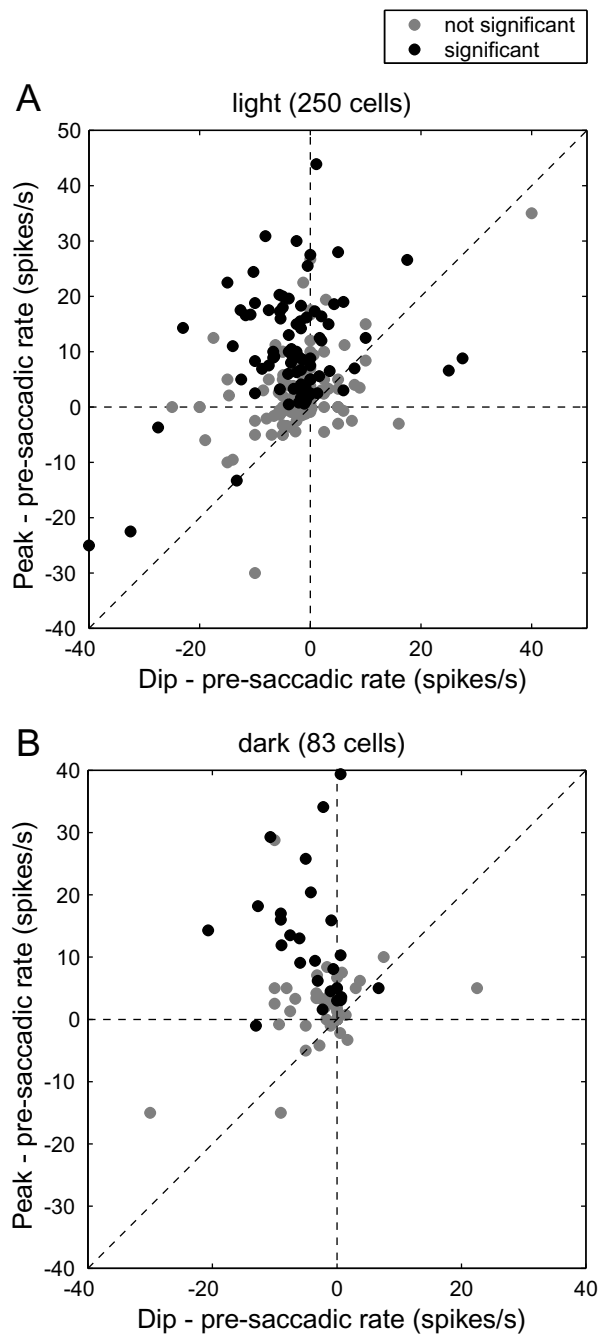 not significant
significant
A
light (250 cells)
50
40
30
20
10
0
-10
-20
-30
-40
Peak - pre-saccadic rate (spikes/s)
-40
-20
0
20
40
Dip - pre-saccadic rate (spikes/s)
B
dark (83 cells)
40
30
20
10
0
-10
-20
-30
-40
Peak - pre-saccadic rate (spikes/s)
-40
-20
0
20
40
Dip - pre-saccadic rate (spikes/s)